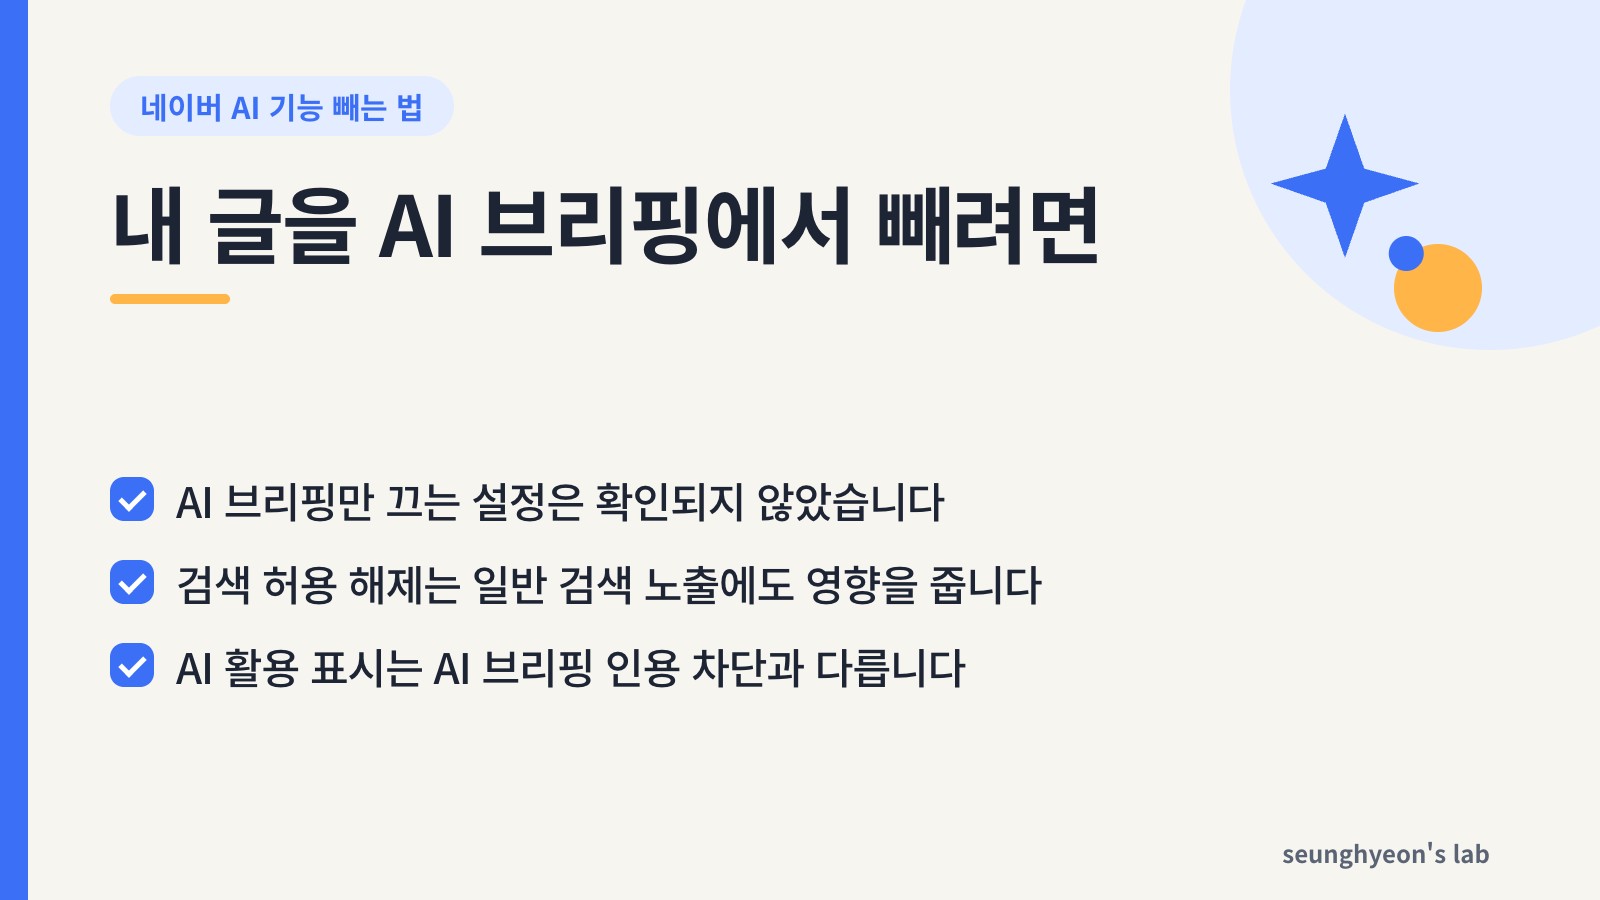 네이버 AI 기능 빼는 법
내 글을 AI 브리핑에서 빼려면
AI 브리핑만 끄는 설정은 확인되지 않았습니다
검색 허용 해제는 일반 검색 노출에도 영향을 줍니다
AI 활용 표시는 AI 브리핑 인용 차단과 다릅니다
seunghyeon's lab